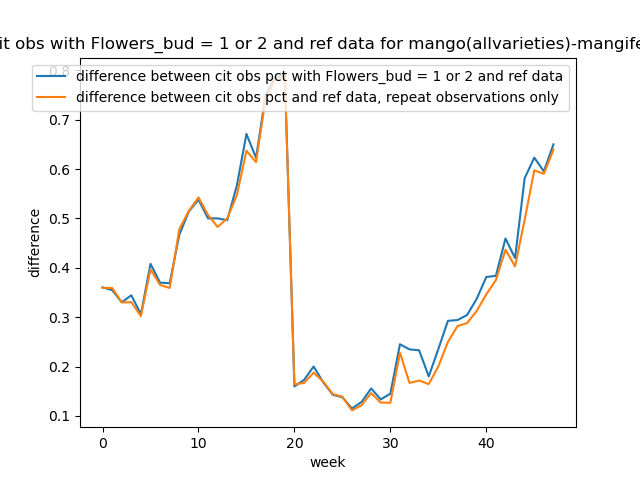 it obs with Flowers_bud = 1 or 2 and ref data for mango(allvarieties)-mangife
difference between cit obs pct with Flowers_bud = 1 or 2 and ref data
difference between cit obs pct and ref data, repeat observations only
0.8
0.7
0.6
0.5
0.4
0.3
0.2
0.1
difference
0 10 20 30 40
week